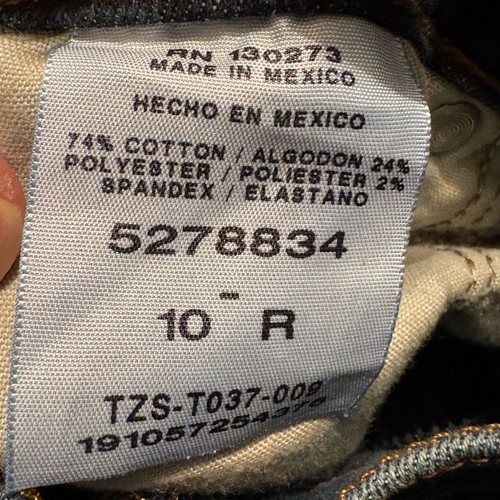 RN 130273
MADE IN MEXICO
HECHO EN MEXICO
74% COTTON / ALGODON 24%
POLYESTER / POLIESTER 2%
SPANDEX / ELASTANO
5278834
-
10 R
TZS-T037-009